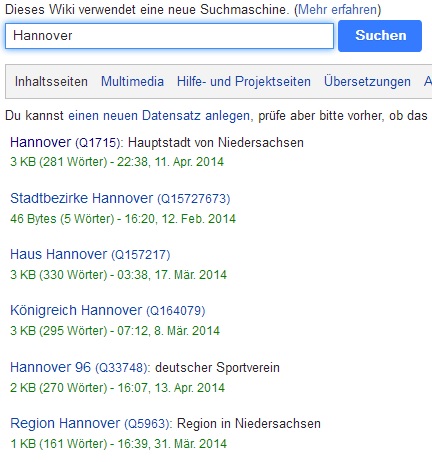 Dieses Wiki verwendet eine neue Suchmaschine. (Mehr erfahren)
Hannover Suchen
Inhaltsseiten Multimedia Hilfe- und Projektseiten Übersetzungen A
Du kannst einen neuen Datensatz anlegen, prüfe aber bitte vorher, ob das
Hannover (Q1715): Hauptstadt von Niedersachsen
3 KB (281 Wörter) - 22:38, 11. Apr. 2014
Stadtbezirke Hannover (Q15727673)
46 Bytes (5 Wörter) - 16:20, 12. Feb. 2014
Haus Hannover (Q157217)
3 KB (330 Wörter) - 03:38, 17. Mär. 2014
Königreich Hannover (Q164079)
3 KB (295 Wörter) - 07:12, 8. Mär. 2014
Hannover 96 (Q33748): deutscher Sportverein
2 KB (270 Wörter) - 16:07, 13. Apr. 2014
Region Hannover (Q5963): Region in Niedersachsen
1 KB (161 Wörter) - 16:39, 31. Mär. 2014